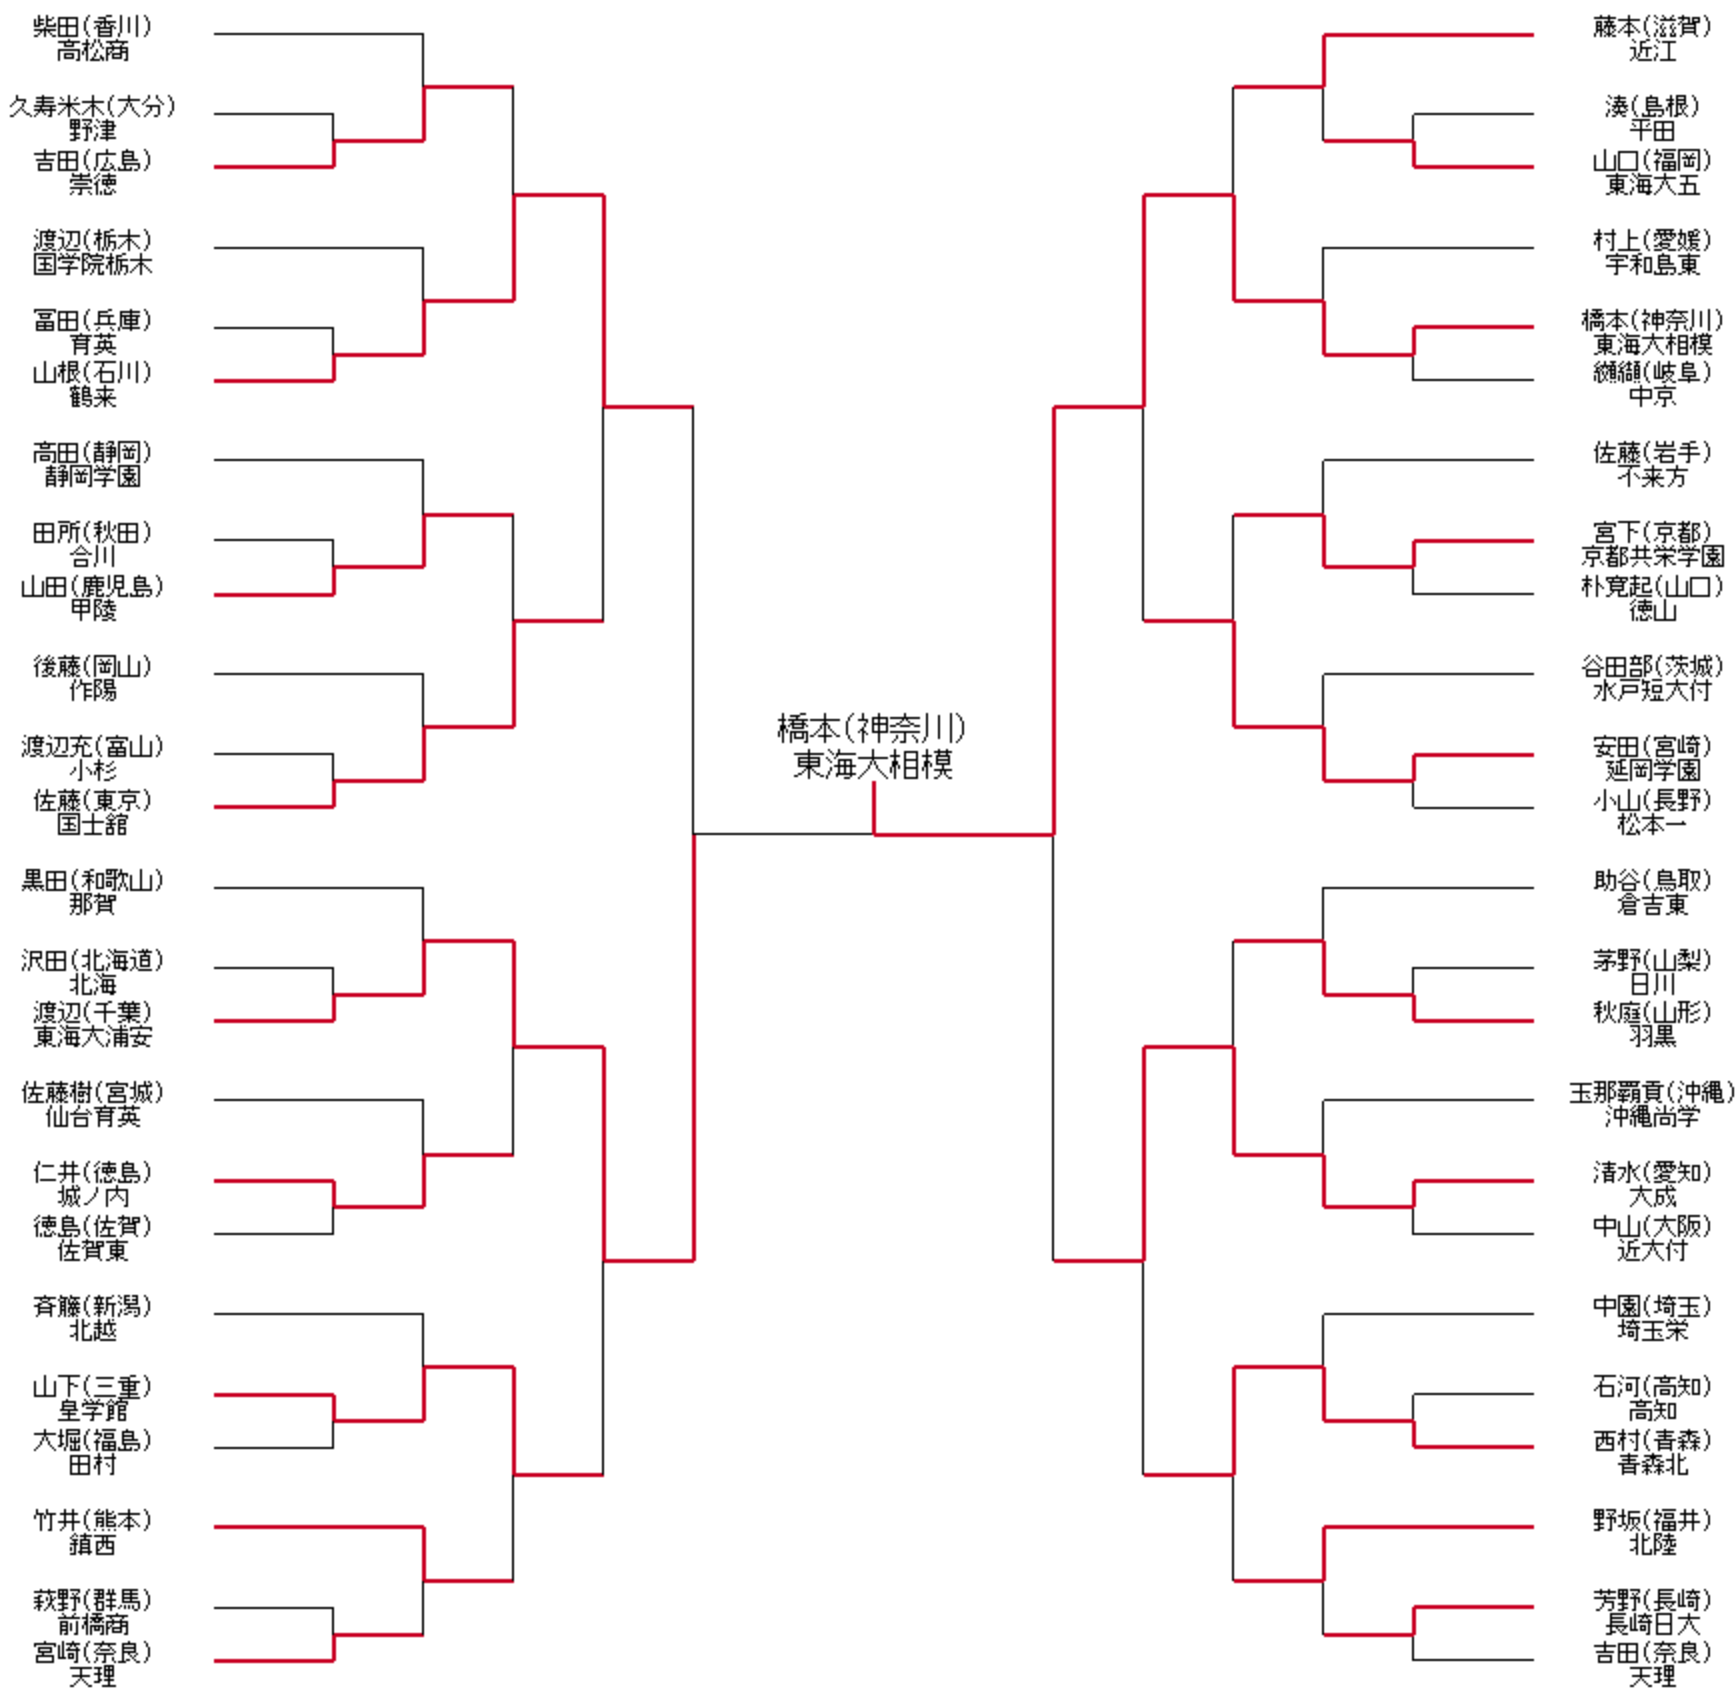 柴田(香川)
高松商
久寿米木(大分)
野津
吉田(広島)
崇徳
渡辺(栃木)
国学院栃木
冨田(兵庫)
育英
山根(石川)
鶴来
高田(静岡)
静岡学園
田所(秋田)
合川
山田(鹿児島)
甲陵
後藤(岡山)
作陽
渡辺充(富山)
小杉
佐藤(東京)
国士舘
黒田(和歌山)
那賀
沢田(北海道)
北海
渡辺(千葉)
東海大浦安
佐藤樹(宮城)
仙台育英
仁井(徳島)
城ノ内
徳島(佐賀)
佐賀東
斉藤(新潟)
北越
山下(三重)
皇学館
大堀(福島)
田村
竹井(熊本)
鎮西
萩野(群馬)
前橋商
宮崎(奈良)
天理
橋本(神奈川)
東海大相模
藤本(滋賀)
近江
湊(島根)
平田
山口(福岡)
東海大五
村上(愛媛)
宇和島東
橋本(神奈川)
東海大相模
(岐阜)
中京
佐藤(岩手)
不来方
宮下(京都)
京都共栄学園
朴寛起(山口)
徳山
谷田部(茨城)
水戸短大付
安田(宮崎)
延岡学園
小山(長野)
松本一
助谷(鳥取)
倉吉東
茅野(山梨)
日川
秋庭(山形)
羽黒
玉那覇貢(沖縄)
沖縄尚学
清水(愛知)
大成
中山(大阪)
近大付
中園(埼玉)
埼玉栄
石河(高知)
高知
西村(青森)
青森北
野坂(福井)
北陸
芳野(長崎)
長崎日大
吉田(奈良)
天理